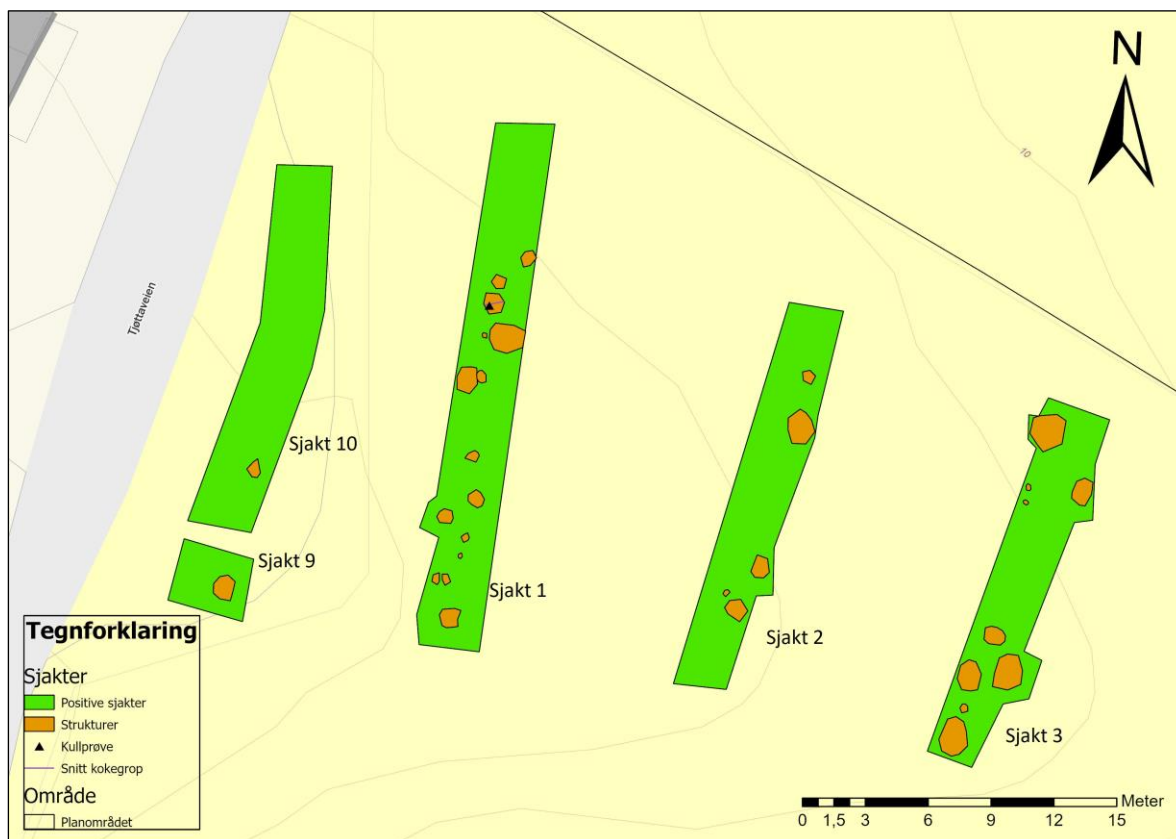 N
10
Tjøttaveien
Sjakt 10
Sjakt 9
Sjakt 1
Sjakt 2
Sjakt 3
Tegnforklaring
Sjakter
Positive sjakter
Strukturer
Kullprøve
Snitt kokegrop
Område
Planområdet
Meter
0 1,5 3 6 9 12 15